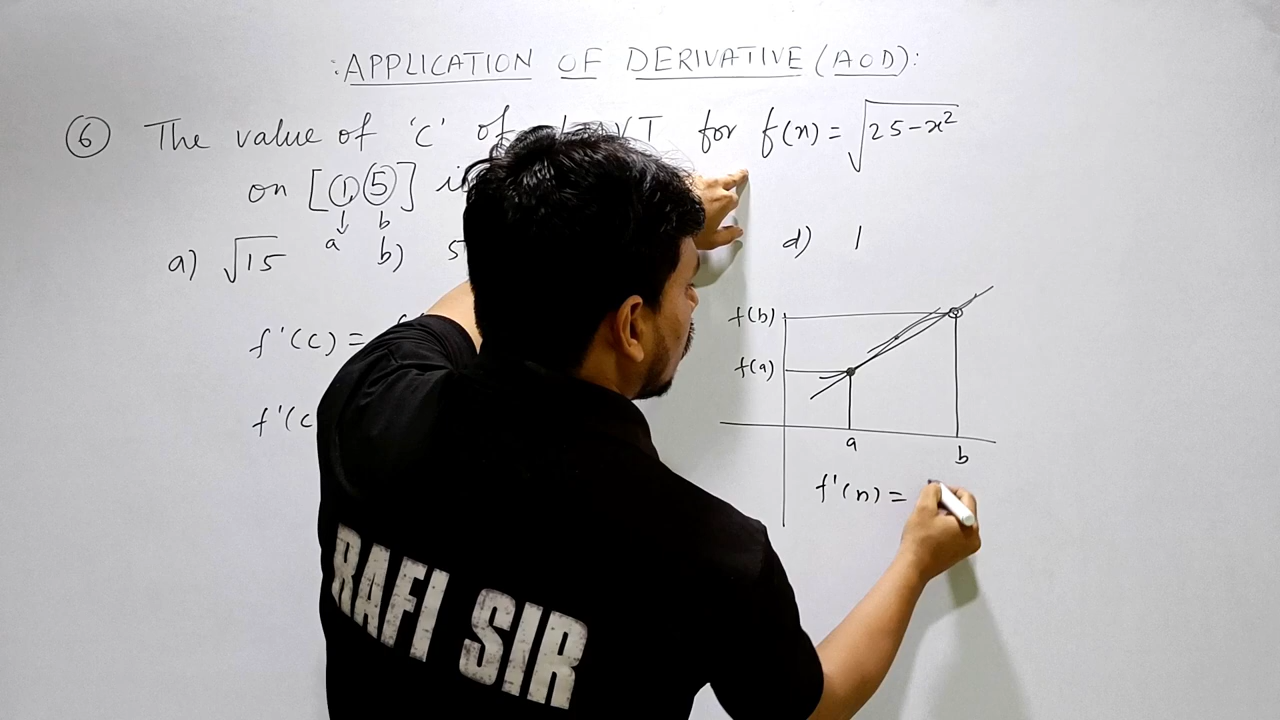 : APPLICATION OF DERIVATIVE (AOD):
⑥ The value of 'c' of for f(x) = √25-x²
on [1, 5]
a b
a) √15 b) 5 d) 1
f(b)
f(a)
f'(c) =
f'(c
a b
f'(x) =
RAFI SIR